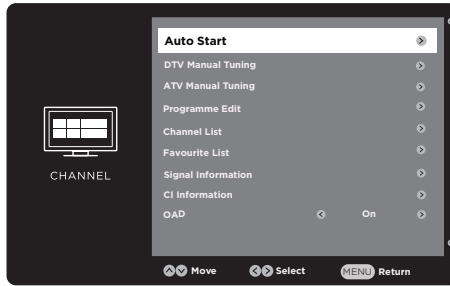 Auto Start
DTV Manual Tuning
ATV Manual Tuning
Programme Edit
Channel List
Favourite List
Signal Information
CI Information
OAD On
CHANNEL
Move Select MENU Return